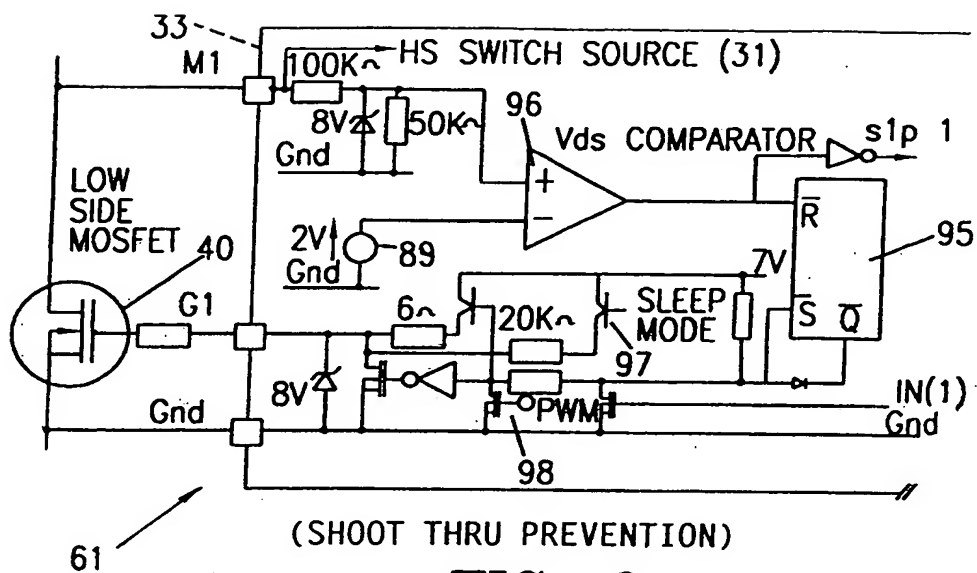 33
M1
HS SWITCH SOURCE (31)
100K~
8V
50K~
Gnd
96
Vds COMPARATOR
s1p 1
R
95
LOW
SIDE
MOSFET
40
2V
89
Gnd
7V
S
Q
G1
6~
20K~
SLEEP
MODE
97
8V
PWM
IN(1)
Gnd
Gnd
98
(SHOOT THRU PREVENTION)
61